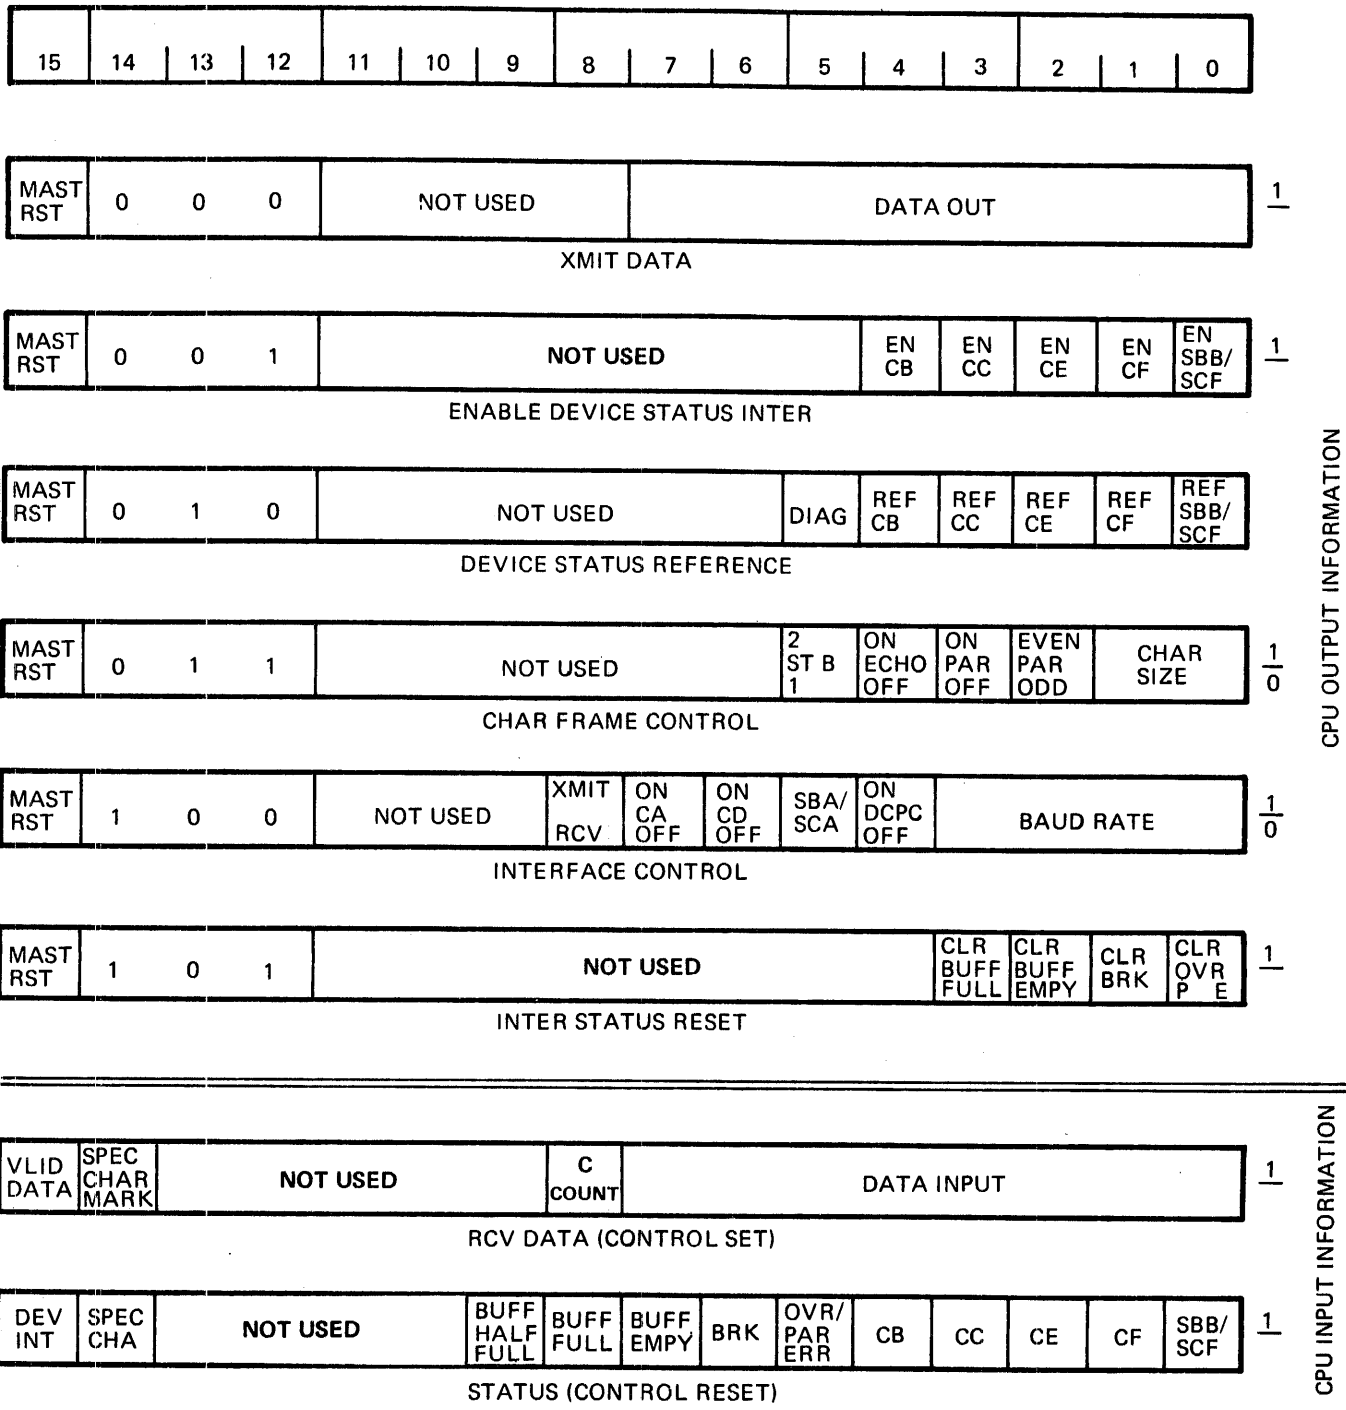 15 14 13 12 11 10 9 8 7 6 5 4 3 2 1 0
MAST RST 0 0 0 NOT USED DATA OUT 1
XMIT DATA
MAST RST 0 0 1 NOT USED EN CB EN CC EN CE EN CF EN SBB/ SCF 1
ENABLE DEVICE STATUS INTER
MAST RST 0 1 0 NOT USED DIAG REF CB REF CC REF CE REF CF REF SBB/ SCF
DEVICE STATUS REFERENCE
MAST RST 0 1 1 NOT USED 2 ST B 1 ON ECHO OFF ON PAR OFF EVEN PAR ODD CHAR SIZE 1 0
CHAR FRAME CONTROL
MAST RST 1 0 0 NOT USED XMIT RCV ON CA OFF ON CD OFF SBA/ SCA ON DCPC OFF BAUD RATE 1 0
INTERFACE CONTROL
MAST RST 1 0 1 NOT USED CLR BUFF FULL CLR BUFF EMPY CLR BRK CLR OVR P E 1
INTER STATUS RESET
CPU OUTPUT INFORMATION
VLID DATA SPEC CHAR MARK NOT USED C COUNT DATA INPUT 1
RCV DATA (CONTROL SET)
DEV INT SPEC CHA NOT USED BUFF HALF FULL BUFF FULL BUFF EMPY BRK OVR/ PAR ERR CB CC CE CF SBB/ SCF 1
STATUS (CONTROL RESET)
CPU INPUT INFORMATION